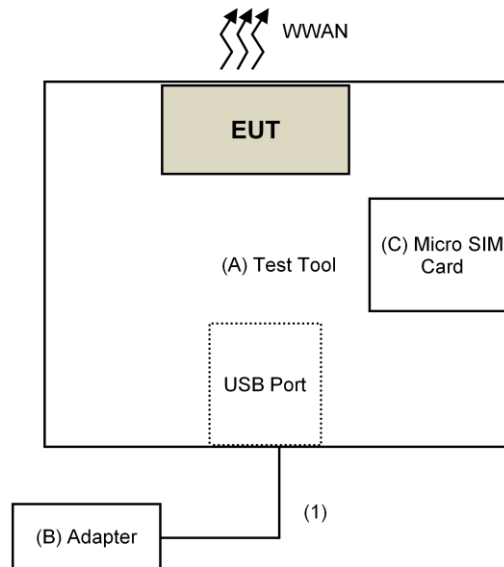 WWAN
EUT
(C) Micro SIM
Card
(A) Test Tool
USB Port
(1)
(B) Adapter